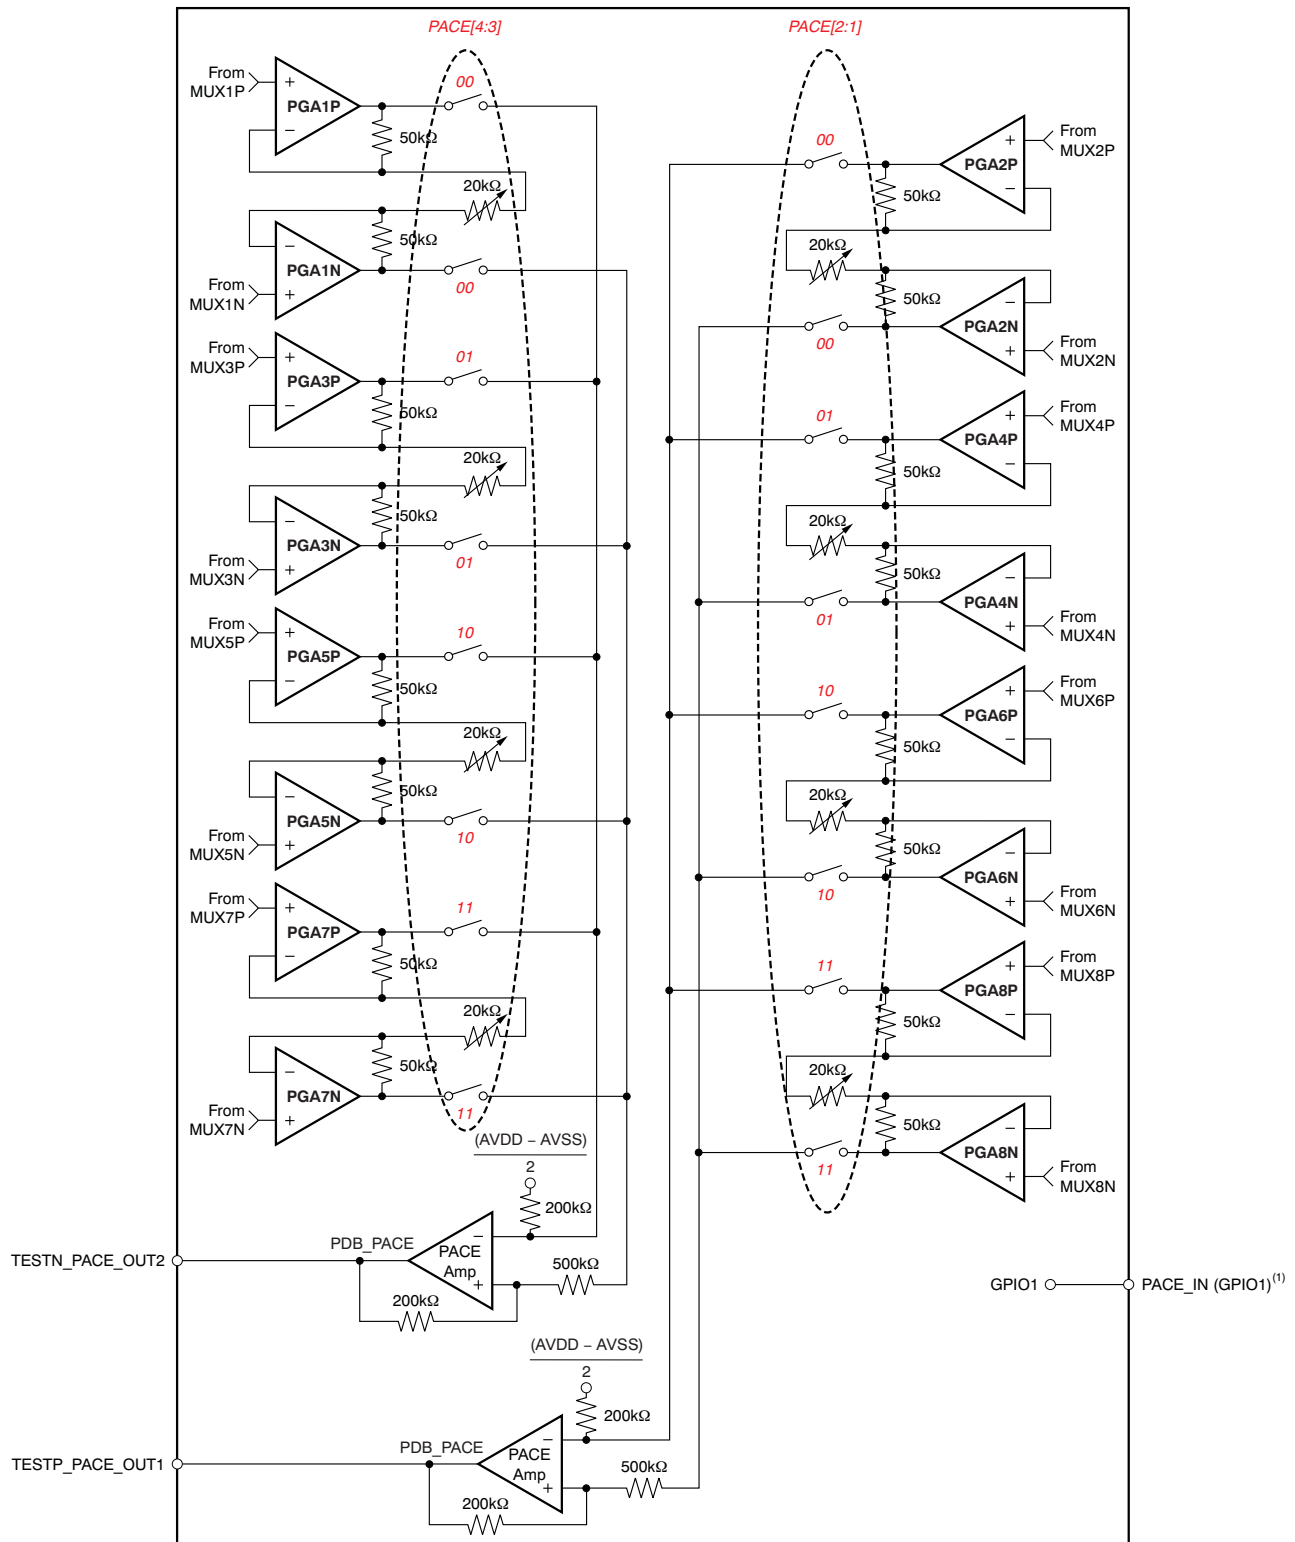 PACE[4:3]
PACE[2:1]
From
MUX1P
+
PGA1P
−
00
50kΩ
20kΩ
50kΩ
−
PGA1N
+
From
MUX1N
00
From
MUX3P
+
PGA3P
−
01
50kΩ
20kΩ
50kΩ
−
PGA3N
+
From
MUX3N
01
From
MUX5P
+
PGA5P
−
10
50kΩ
20kΩ
50kΩ
−
PGA5N
+
From
MUX5N
10
From
MUX7P
+
PGA7P
−
11
50kΩ
20kΩ
50kΩ
−
PGA7N
+
From
MUX7N
11
00
From
MUX2P
+
PGA2P
−
50kΩ
20kΩ
50kΩ
−
PGA2N
+
From
MUX2N
00
01
From
MUX4P
+
PGA4P
−
50kΩ
20kΩ
50kΩ
−
PGA4N
+
From
MUX4N
01
10
From
MUX6P
+
PGA6P
−
50kΩ
20kΩ
50kΩ
−
PGA6N
+
From
MUX6N
10
11
From
MUX8P
+
PGA8P
−
50kΩ
20kΩ
50kΩ
−
PGA8N
+
From
MUX8N
11
(AVDD − AVSS)
2
200kΩ
TESTN_PACE_OUT2
PDB_PACE
−
PACE
Amp
+
500kΩ
200kΩ
GPIO1
PACE_IN (GPIO1)(1)
(AVDD − AVSS)
2
200kΩ
TESTP_PACE_OUT1
PDB_PACE
−
PACE
Amp
+
500kΩ
200kΩ